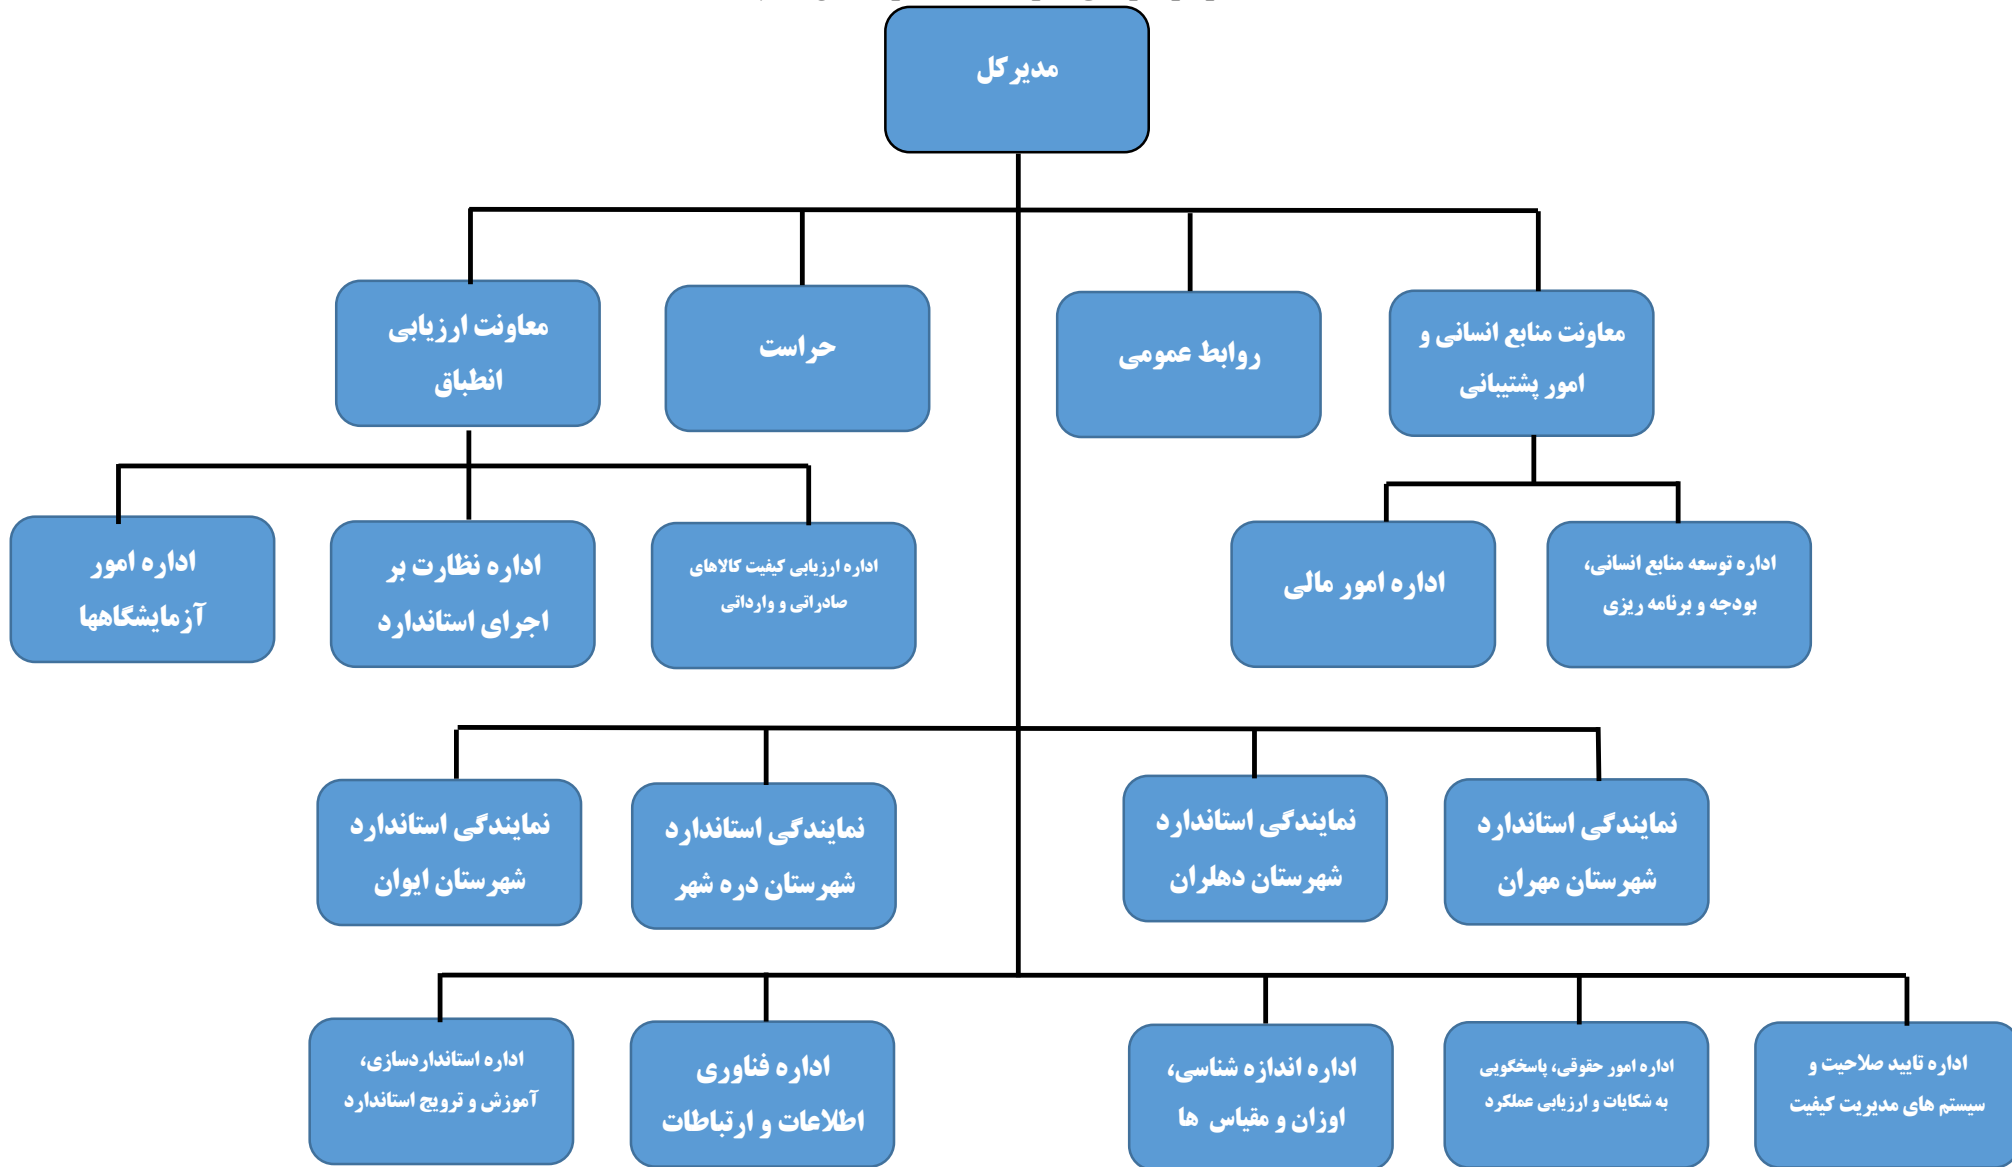 مدیر کل
معاونت منابع انسانی و
امور پشتیبانی
روابط عمومی
حراست
معاونت ارزیابی
انطباق
اداره توسعه منابع انسانی،
بودجه و برنامه ریزی
اداره امور مالی
اداره ارزیابی کیفیت کالاهای
صادراتی و وارداتی
اداره نظارت بر
اجرای استاندارد
اداره امور
آزمایشگاهها
نمایندگی استاندارد
شهرستان مهران
نمایندگی استاندارد
شهرستان دهلران
نمایندگی استاندارد
شهرستان دره شهر
نمایندگی استاندارد
شهرستان ایوان
اداره تایید صلاحیت و
سیستم های مدیریت کیفیت
اداره امور حقوقی، پاسخگویی
به شکایات و ارزیابی عملکرد
اداره اندازه شناسی،
اوزان و مقیاس ها
اداره فناوری
اطلاعات و ارتباطات
اداره استانداردسازی،
آموزش و ترویج استاندارد